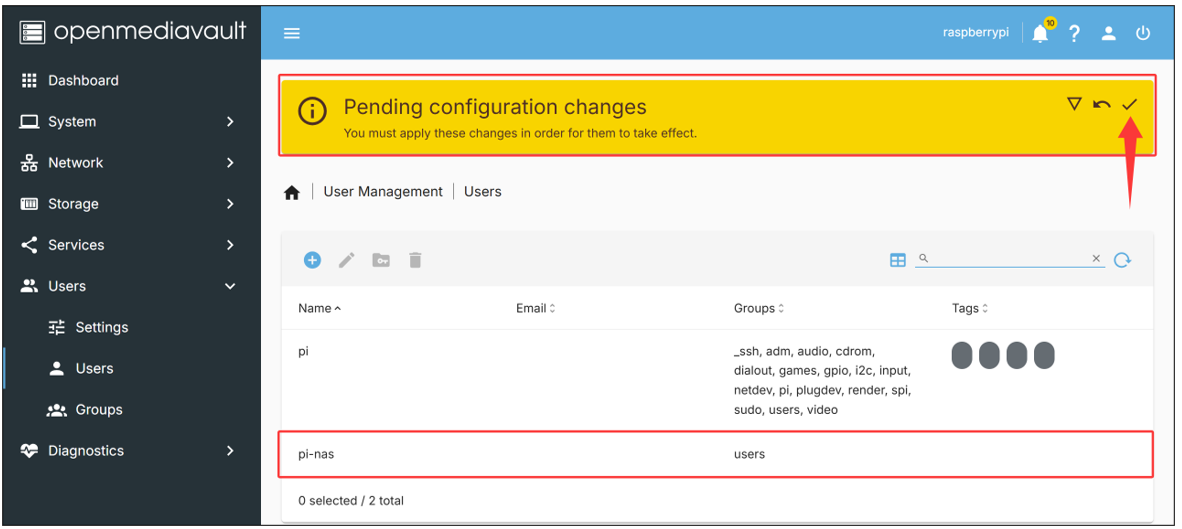 openmediavault
raspberrypi
10
?
Dashboard
System
Network
Storage
Services
Users
Settings
Users
Groups
Diagnostics
Pending configuration changes
You must apply these changes in order for them to take effect.
User Management | Users
Name Email Groups Tags
pi
_ssh, adm, audio, cdrom,
dialout, games, gpio, i2c, input,
netdev, pi, plugdev, render, spi,
sudo, users, video
pi-nas users
0 selected / 2 total